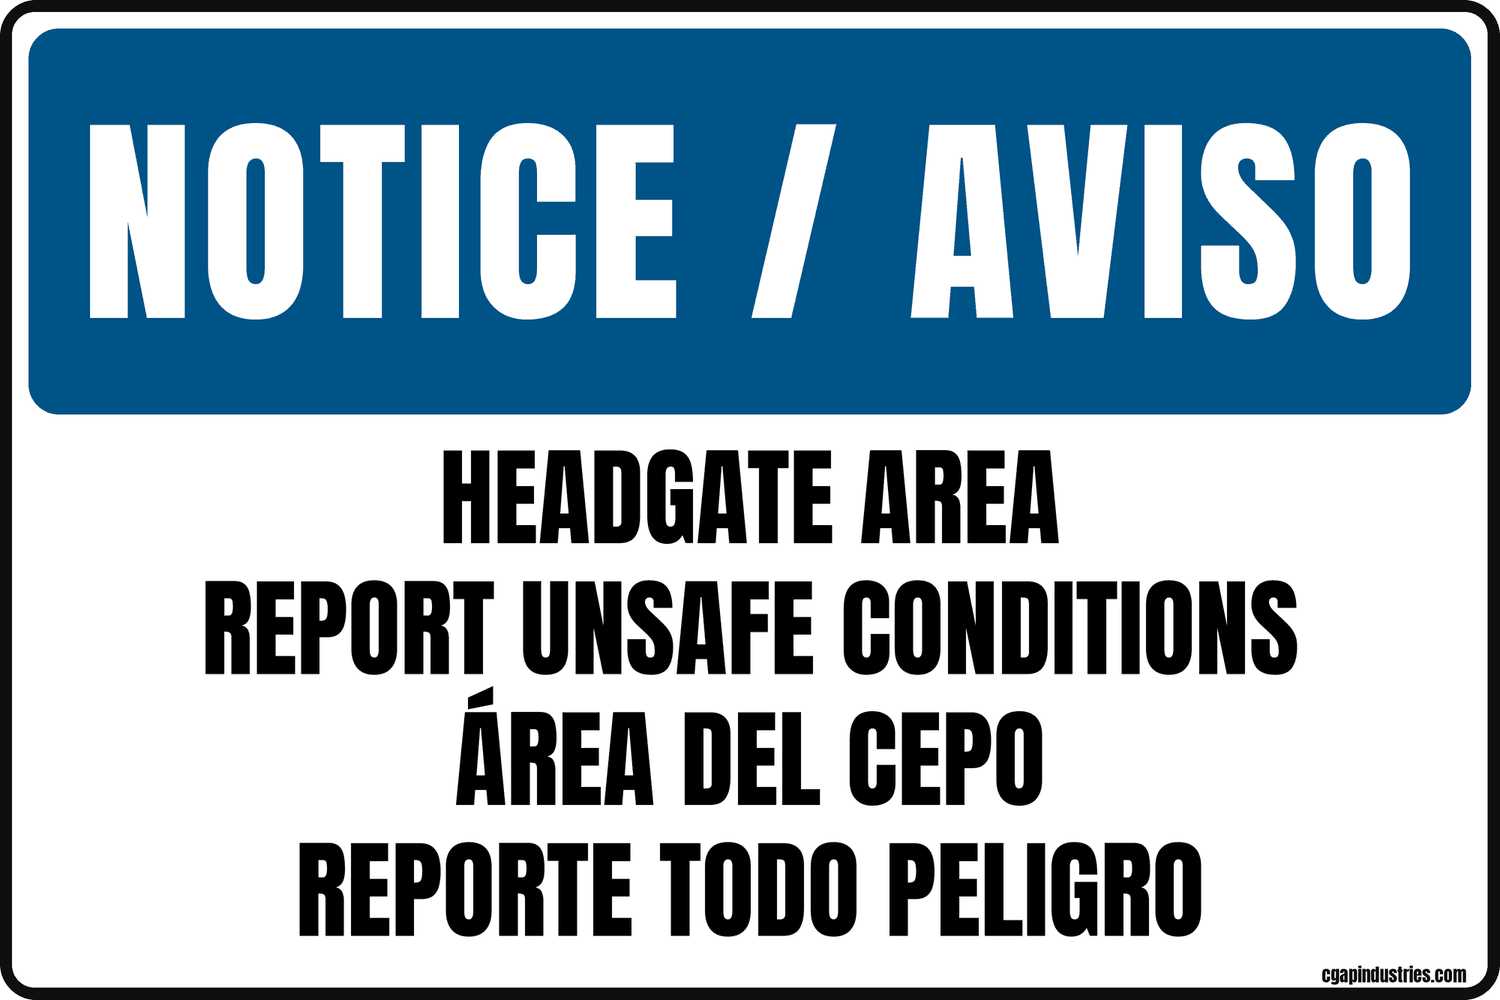 NOTICE / AVISO
HEADGATE AREA
REPORT UNSAFE CONDITIONS
ÁREA DEL CEPO
REPORTE TODO PELIGRO
cgapindustries.com